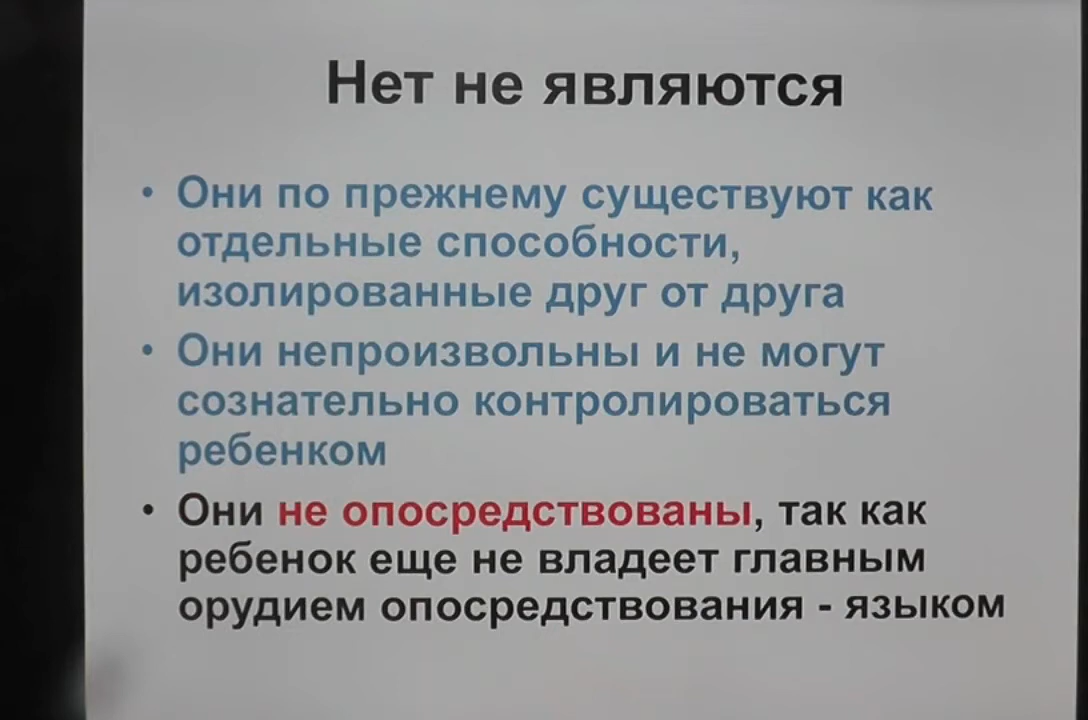 Нет не являются
• Они по прежнему существуют как
отдельные способности,
изолированные друг от друга
• Они непроизвольны и не могут
сознательно контролироваться
ребенком
• Они не опосредствованы, так как
ребенок еще не владеет главным
орудием опосредствования - языком